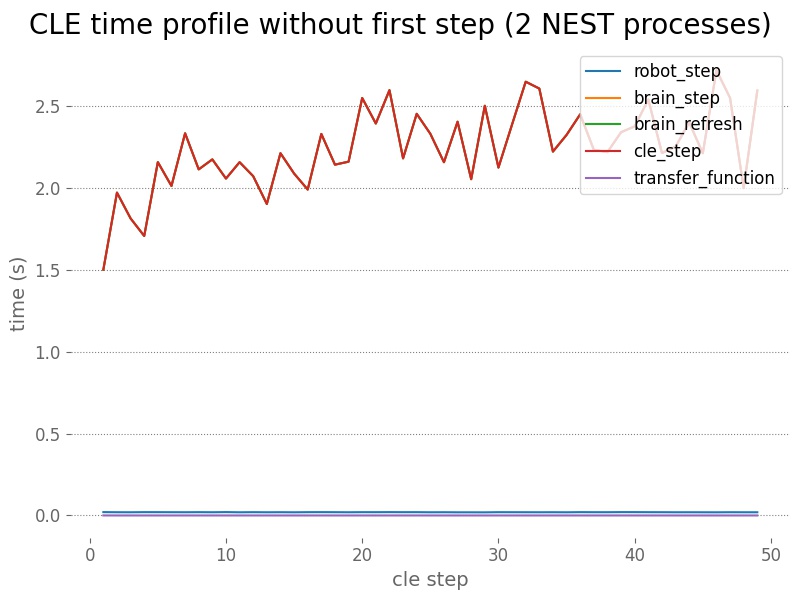 CLE time profile without first step (2 NEST processes)
robot_step
brain_step
brain_refresh
cle_step
transfer_function
time (s)
2.5
2.0
1.5
1.0
0.5
0.0
0 10 20 30 40 50
cle step